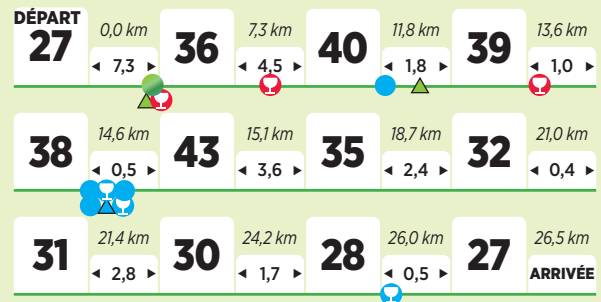 DÉPART
27 0,0 km 36 7,3 km 40 11,8 km 39 13,6 km
◄ 7,3 ► ◄ 4,5 ► ◄ 1,8 ► ◄ 1,0 ►
38 14,6 km 43 15,1 km 35 18,7 km 32 21,0 km
◄ 0,5 ► ◄ 3,6 ► ◄ 2,4 ► ◄ 0,4 ►
31 21,4 km 30 24,2 km 28 26,0 km 27 26,5 km
◄ 2,8 ► ◄ 1,7 ► ◄ 0,5 ► ARRIVÉE